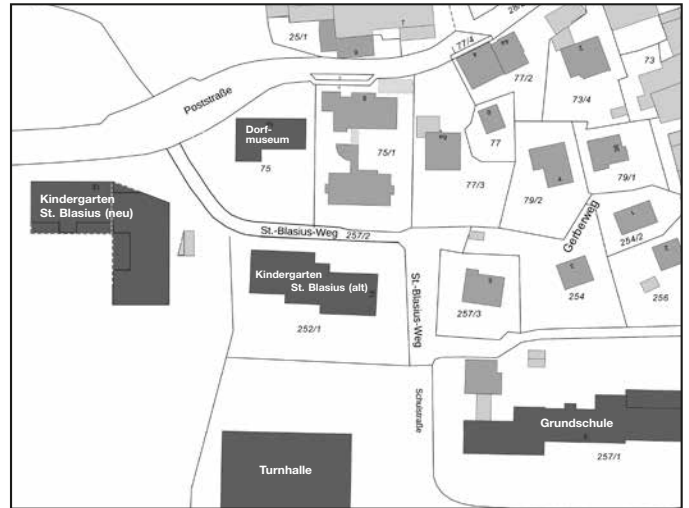 25/1
77/4
28/2
77/2
73
73/4
Poststraße
Dorf-
museum
75
75/1
77
77/3
79/2
79/1
Kindergarten
St. Blasius (neu)
St.-Blasius-Weg
257/2
Gerberweg
254/2
Kindergarten
St. Blasius (alt)
St.-Blasius-Weg
252/1
257/3
254
256
Schulstraße
Grundschule
257/1
Turnhalle